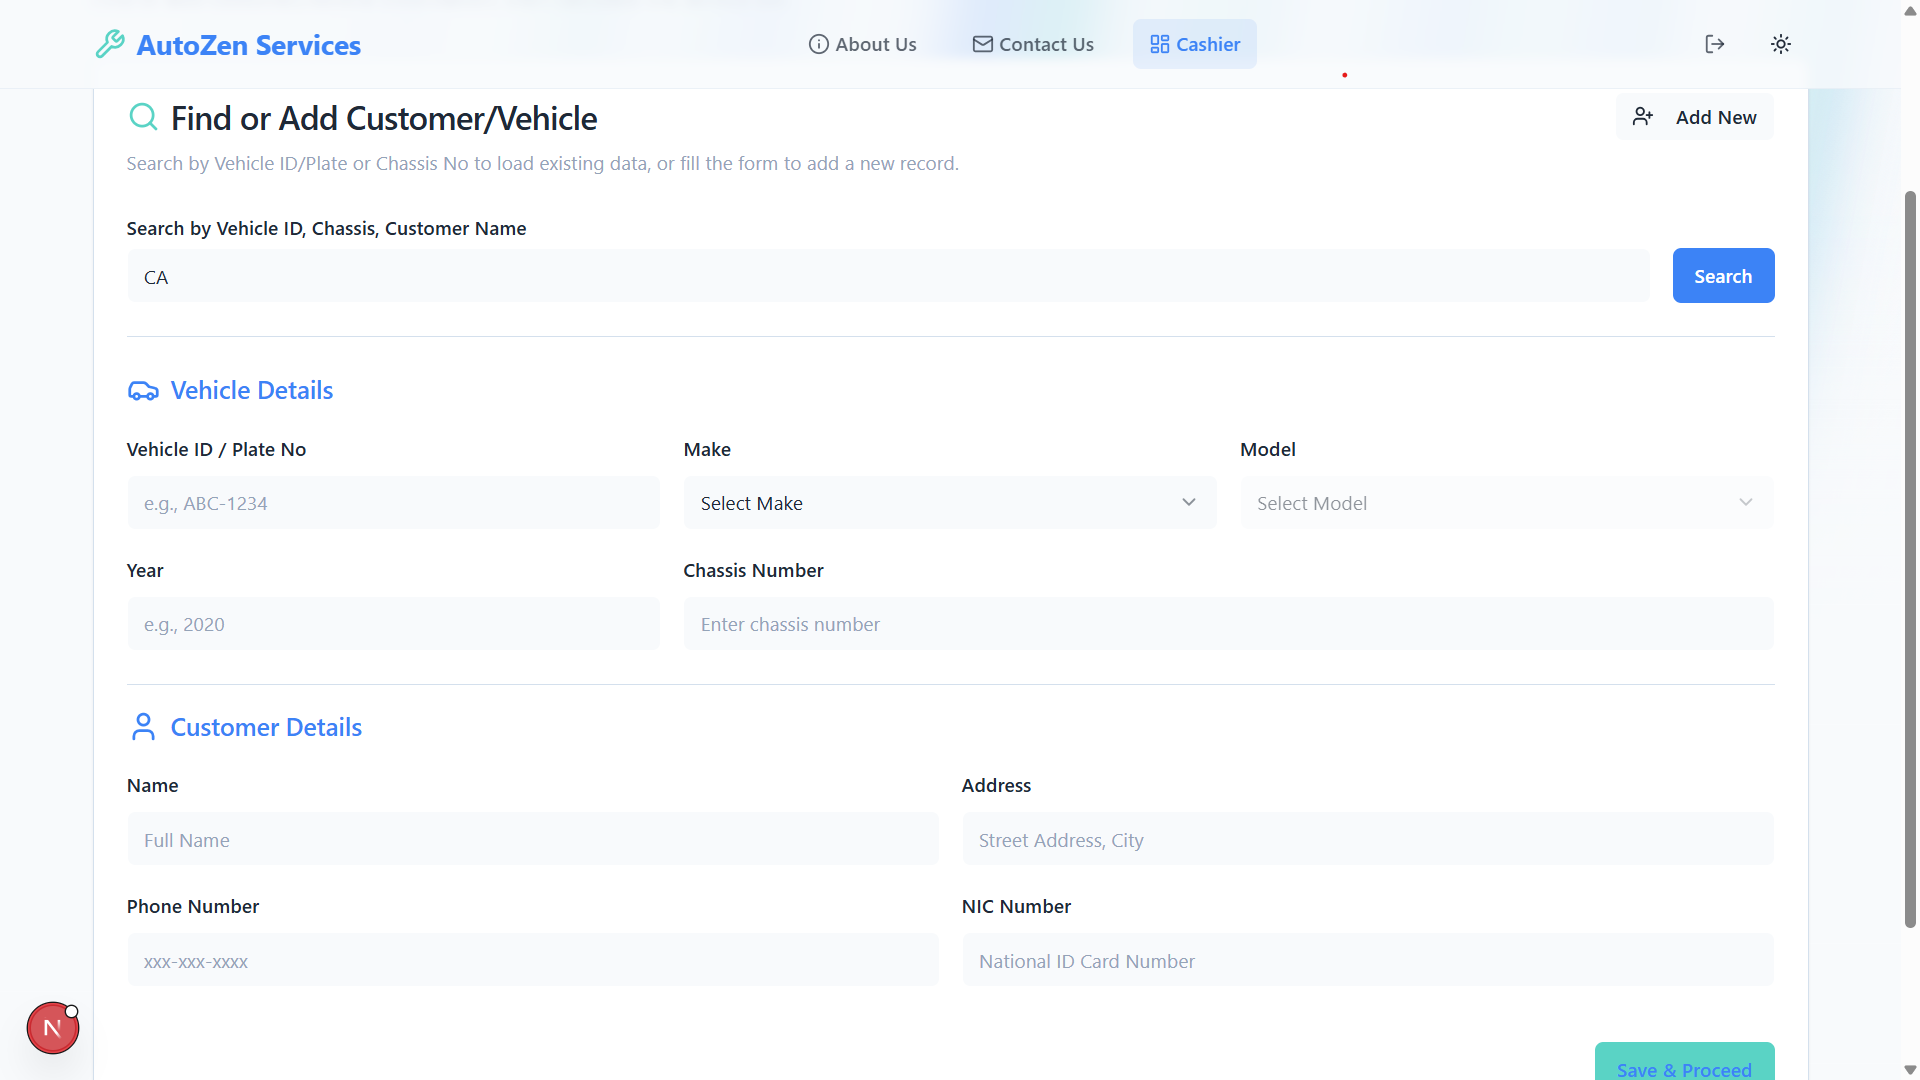 AutoZen Services
About Us
Contact Us
Cashier
Find or Add Customer/Vehicle
Add New
Search by Vehicle ID/Plate or Chassis No to load existing data, or fill the form to add a new record.
Search by Vehicle ID, Chassis, Customer Name
CA
Search
Vehicle Details
Vehicle ID / Plate No
Make
Model
e.g., ABC-1234
Select Make
Select Model
Year
Chassis Number
e.g., 2020
Enter chassis number
Customer Details
Name
Address
Full Name
Street Address, City
Phone Number
NIC Number
xxx-xxx-xxxx
National ID Card Number
N
Save & Proceed